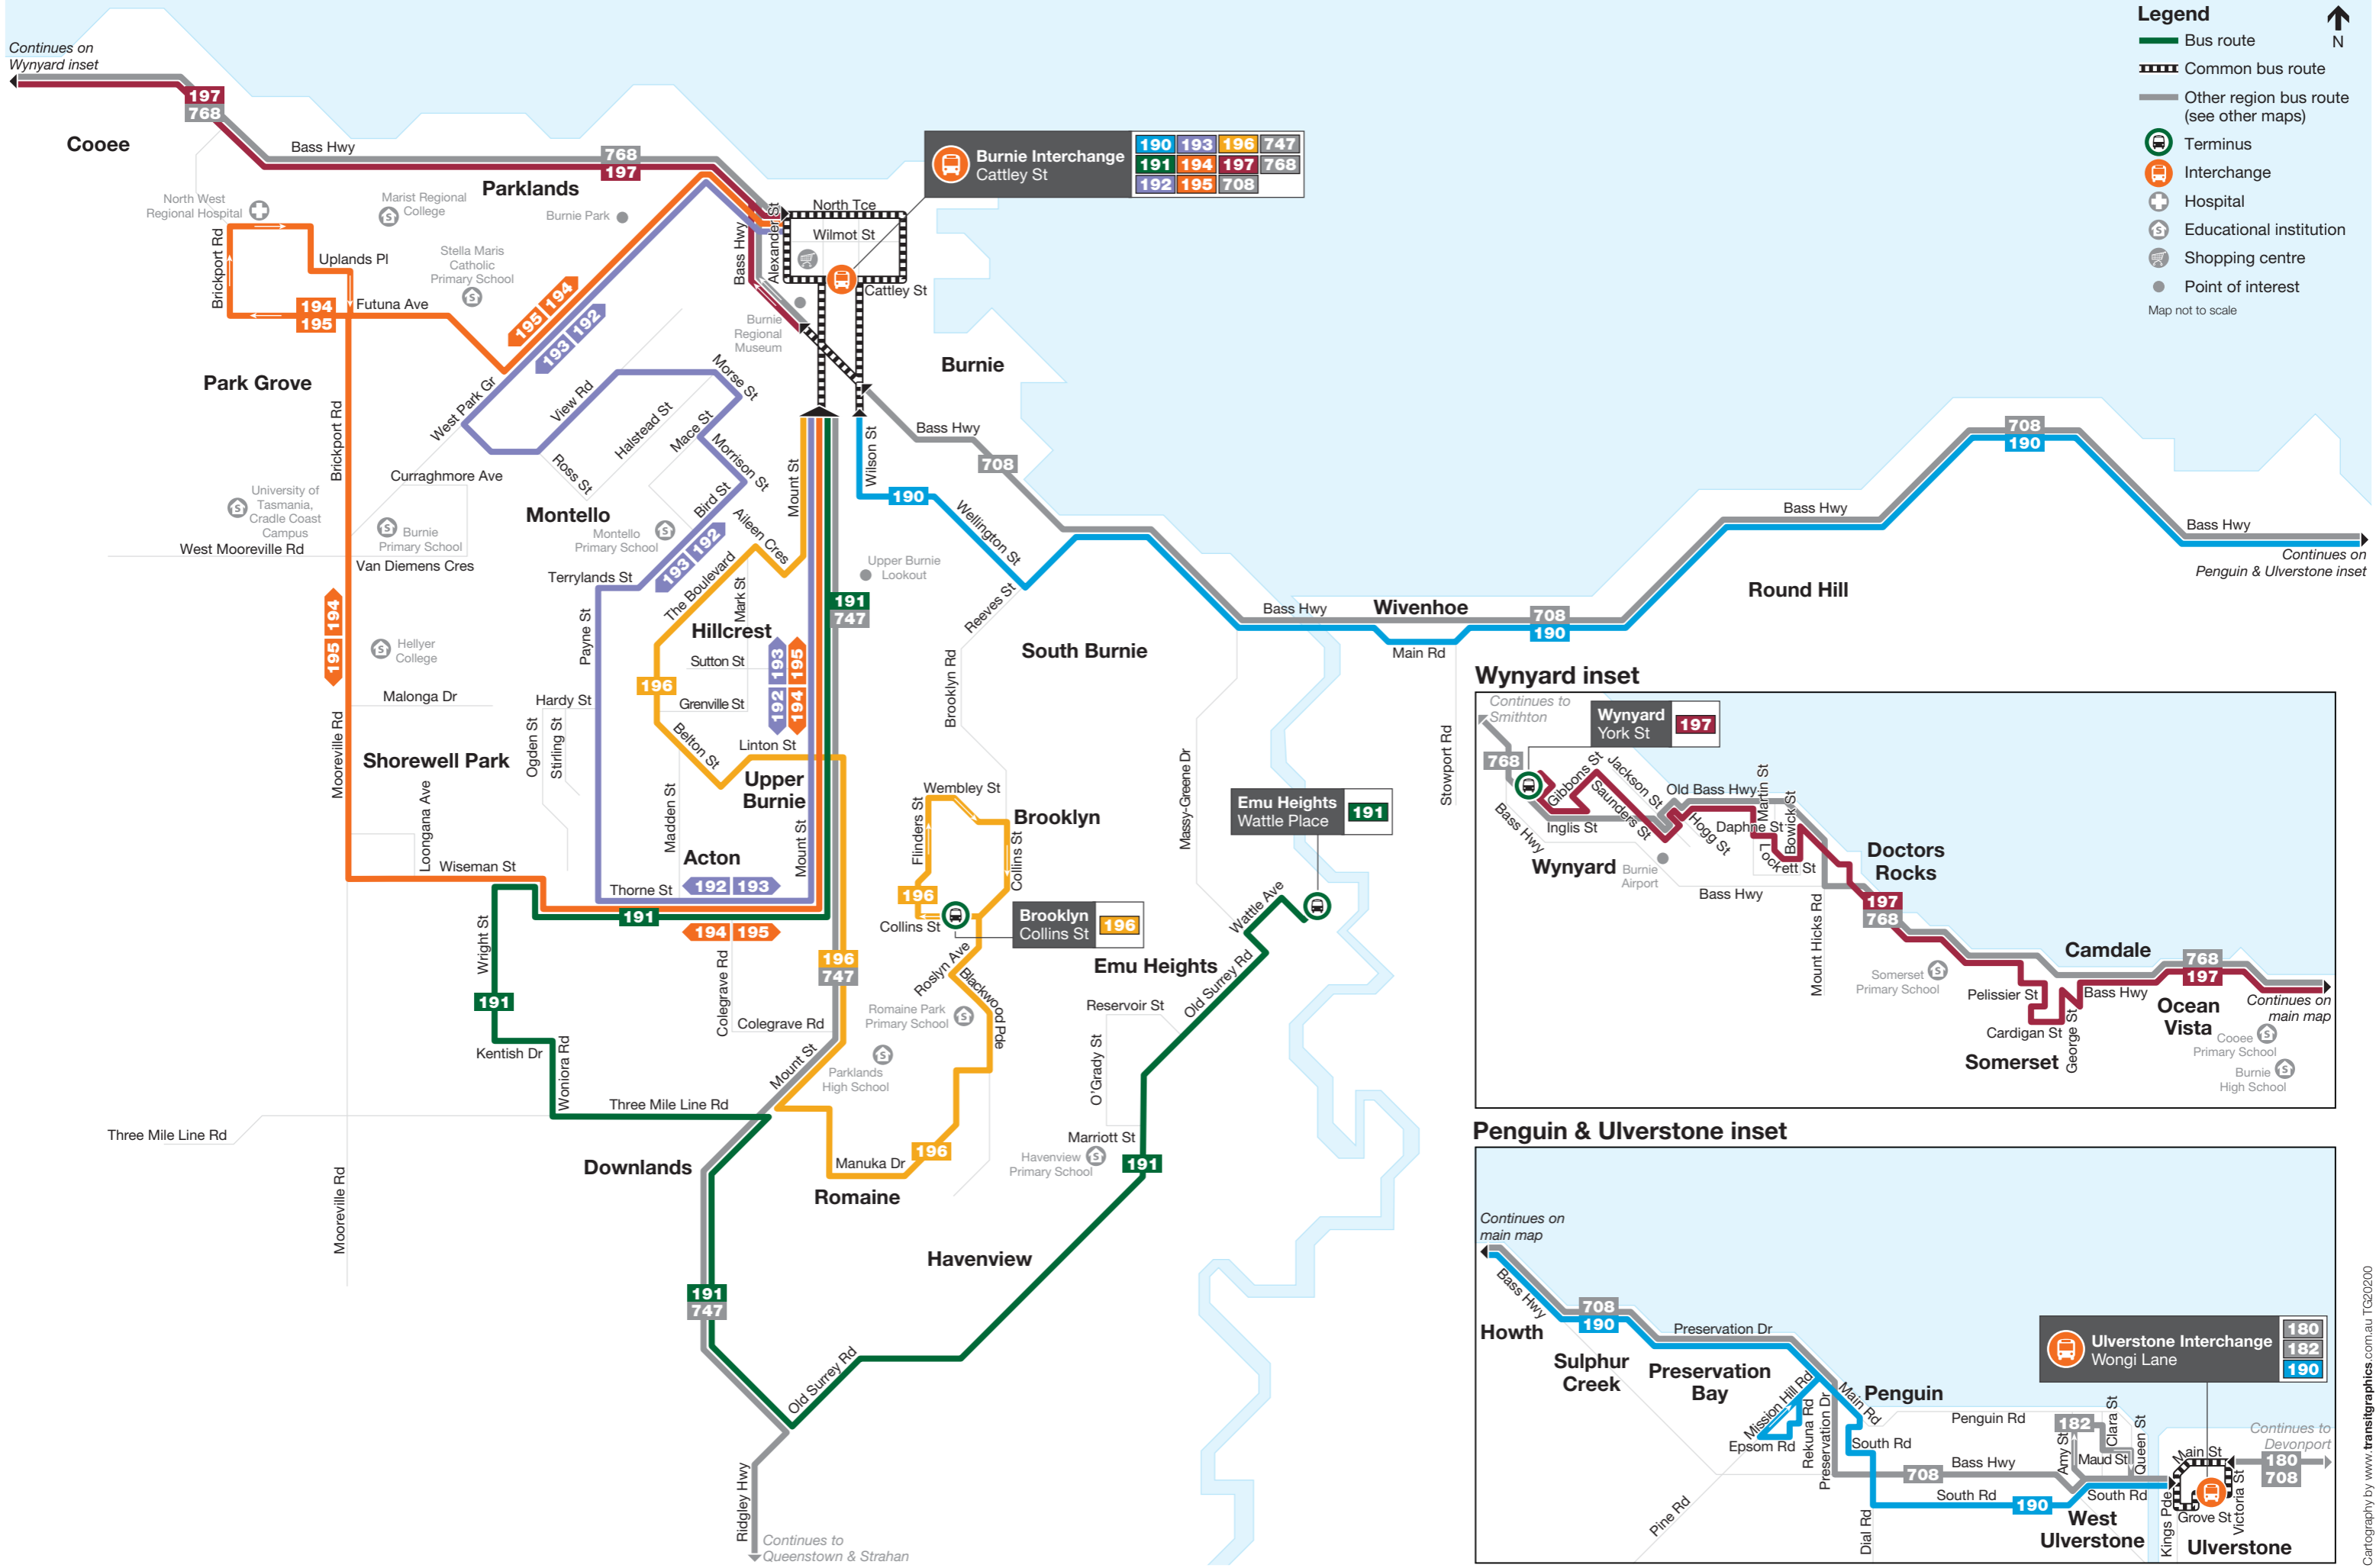 Continues on
Wynyard inset
197
768
Cooee
Bass Hwy
768
197
Parklands
North West
Regional Hospital
Marist Regional
College
Burnie Park
Stella Maris
Catholic
Primary School
Brickport Rd
Uplands Pl
Futuna Ave
194
195
195 194
193 192
Park Grove
Brickport Rd
West Park Gr
View Rd
Morse St
Halstead St
Mace St
Morrison St
Ross St
Bird St
Curraghmore Ave
University of
Tasmania,
Cradle Coast
Campus
Burnie
Primary School
West Mooreville Rd
Van Diemens Cres
Montello
Montello
Primary School
Aileen Cres
193 192
Terrylands St
The Boulevard
Mark St
Payne St
Hillcrest
Sutton St
Grenville St
196
Belton St
Linton St
Upper
Burnie
195 194
Hellyer
College
Malonga Dr
Hardy St
Ogden St
Stirling St
Mooreville Rd
Shorewell Park
Loongana Ave
Wiseman St
Madden St
Acton
Thorne St
192 193
191
194 195
Mount St
192 193
194 195
Colegrave Rd
Colegrave Rd
Wright St
191
Kentish Dr
Woniora Rd
Three Mile Line Rd
Three Mile Line Rd
Mooreville Rd
Downlands
191
747
Ridgley Hwy
Continues to
Queenstown & Strahan
Old Surrey Rd
Burnie Interchange
Cattley St
190 193 196 747
191 194 197 768
192 195 708
North Tce
Wilmot St
Cattley St
Alexander St
Bass Hwy
Burnie
Regional
Museum
Burnie
Mount St
Wilson St
Bass Hwy
708
190
Wellington St
191
747
Upper Burnie
Lookout
Reeves St
Brooklyn Rd
South Burnie
Massy-Greene Dr
Bass Hwy
Wivenhoe
Main Rd
708
190
Stowport Rd
Round Hill
Bass Hwy
708
190
Bass Hwy
Continues on
Penguin & Ulverstone inset
Wembley St
Flinders St
Brooklyn
Collins St
196
Collins St
Brooklyn
Collins St
196
Roslyn Ave
Blackwood Pde
196
747
Romaine Park
Primary School
Parklands
High School
Mount St
Manuka Dr
196
Romaine
Emu Heights
Wattle Place
191
Wattle Ave
Emu Heights
Old Surrey Rd
Reservoir St
O'Grady St
Marriott St
Havenview
Primary School
191
Havenview
Legend
N
Bus route
Common bus route
Other region bus route
(see other maps)
Terminus
Interchange
Hospital
Educational institution
Shopping centre
Point of interest
Map not to scale
Wynyard inset
Continues to
Smithton
768
Wynyard
York St
197
Gibbons St
Jackson St
Saunders St
Inglis St
Bass Hwy
Wynyard
Burnie
Airport
Old Bass Hwy
Hogg St
Daphne St
Martin St
Bowick St
Lockett St
Bass Hwy
Mount Hicks Rd
Doctors
Rocks
197
768
Somerset
Primary School
Pelissier St
Cardigan St
George St
Somerset
Camdale
Bass Hwy
768
197
Ocean
Vista
Continues on
main map
Cooee
Primary School
Burnie
High School
Penguin & Ulverstone inset
Continues on
main map
Bass Hwy
Howth
708
190
Sulphur
Creek
Preservation Dr
Preservation
Bay
Mission Hill Rd
Epsom Rd
Rekuna Rd
Preservation Dr
Main Rd
Penguin
South Rd
Pine Rd
Dial Rd
Penguin Rd
708
Bass Hwy
South Rd
190
182
Amy St
Clara St
Maud St
Queen St
South Rd
West
Ulverstone
Kings Pde
Main St
Grove St
Victoria St
Ulverstone
Ulverstone Interchange
Wongi Lane
180
182
190
Continues to
Devonport
180
708
Cartography by www.transitgraphics.com.au TG20200